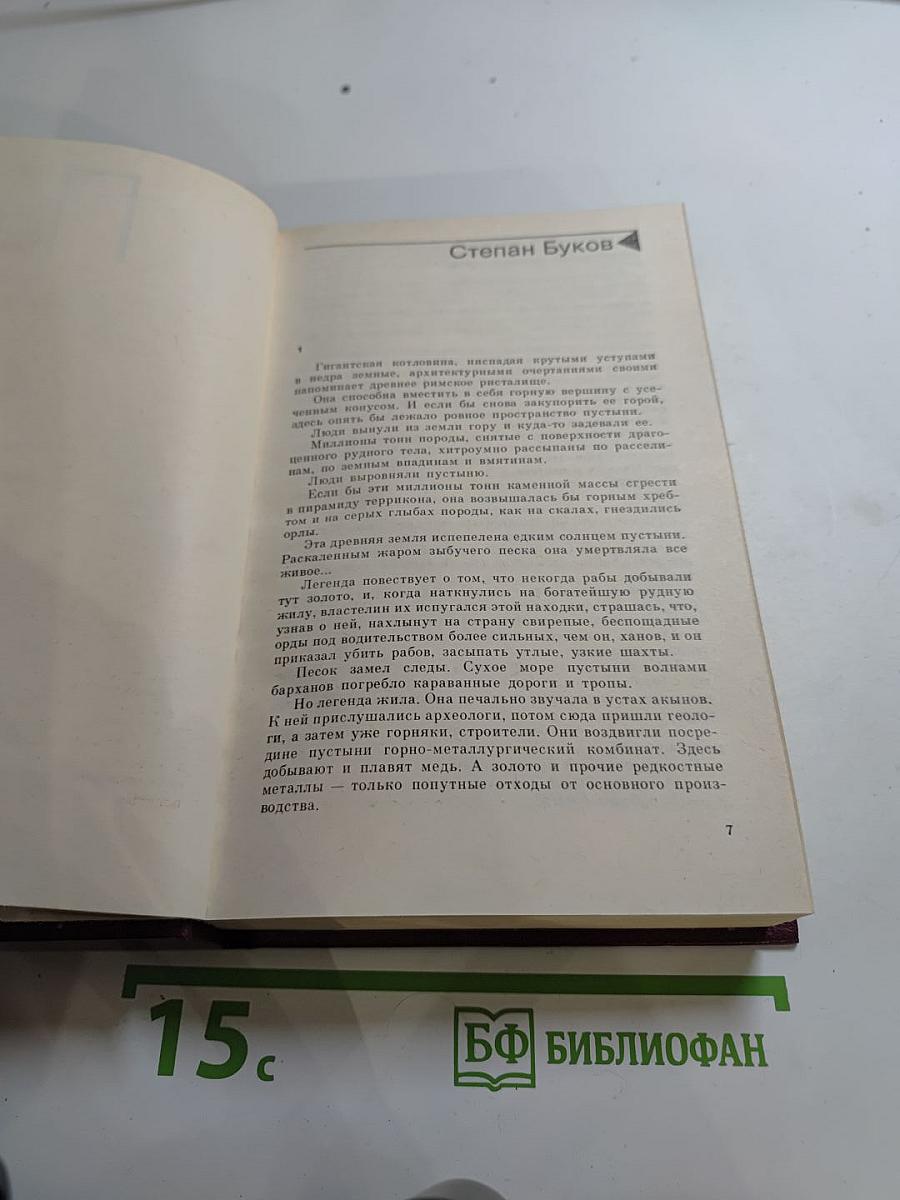 Степан Буков
1
Гигантская котловина, ниспадая крутыми уступами
в недра земные, архитектурными очертаниями своими
напоминает древнее римское ристалище.
Она способна вместить в себя горную вершину с усе-
ченным конусом. И если бы снова закупорить ее горой,
здесь опять бы лежало ровное пространство пустыни.
Люди вынули из земли гору и куда-то задевали ее.
Миллионы тонн породы, снятые с поверхности драго-
ценного рудного тела, хитроумно рассыпаны по рассели-
нам, по земным впадинам и вмятинам.
Люди выровняли пустыню.
Если бы эти миллионы тонн каменной массы сгрести
в пирамиду террикона, она возвышалась бы горным хреб-
том и на серых глыбах породы, как на скалах, гнездились
орлы.
Эта древняя земля испепелена едким солнцем пустыни.
Раскаленным жаром зыбучего песка она умертвляла все
живое...
Легенда повествует о том, что некогда рабы добывали
тут золото, и, когда наткнулись на богатейшую рудную
жилу, властелин их испугался этой находки, страшась, что,
узнав о ней, нахлынут на страну свирепые, беспощадные
орды под водительством более сильных, чем он, ханов, и он
приказал убить рабов, засыпать утлые, узкие шахты.
Песок замел следы. Сухое море пустыни волнами
барханов погребло караванные дороги и тропы.
Но легенда жила. Она печально звучала в устах акынов.
К ней прислушались археологи, потом сюда пришли геоло-
ги, а затем уже горняки, строители. Они воздвигли посре-
дине пустыни горно-металлургический комбинат. Здесь
добывают и плавят медь. А золото и прочие редкостные
металлы — только попутные отходы от основного произ-
водства.
7
15 с
БФ БИБЛИОФАН